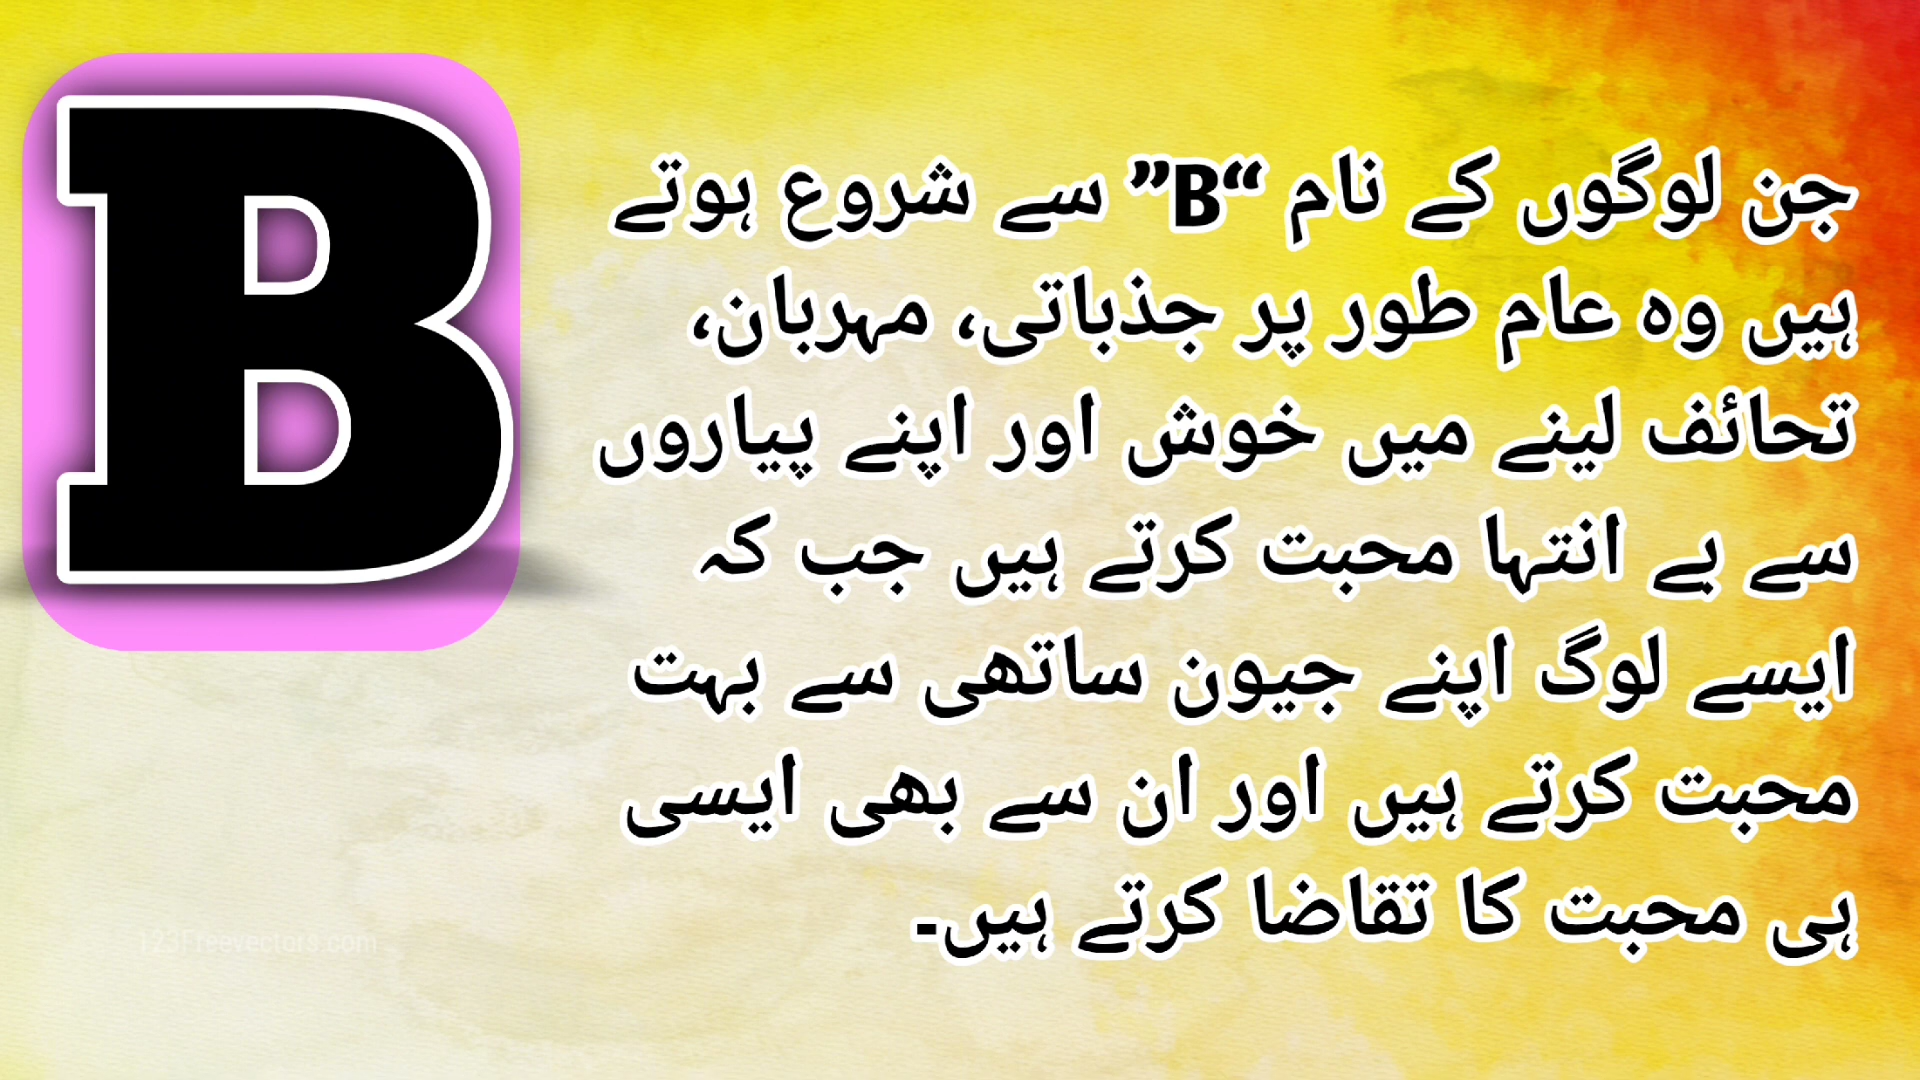 B
جن لوگوں کے نام “B” سے شروع ہوتے
ہیں وہ عام طور پر جذباتی، مہربان،
تحائف لینے میں خوش اور اپنے پیاروں
سے بے انتہا محبت کرتے ہیں جب کہ
ایسے لوگ اپنے جیون ساتھی سے بہت
محبت کرتے ہیں اور ان سے بھی ایسی
ہی محبت کا تقاضا کرتے ہیں۔
123Freevectors.com